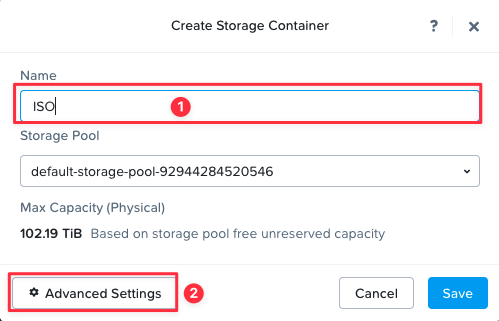 Create Storage Container
?
Name
ISO
1
Storage Pool
default-storage-pool-92944284520546
Max Capacity (Physical)
102.19 TiB Based on storage pool free unreserved capacity
Advanced Settings 2 Cancel Save